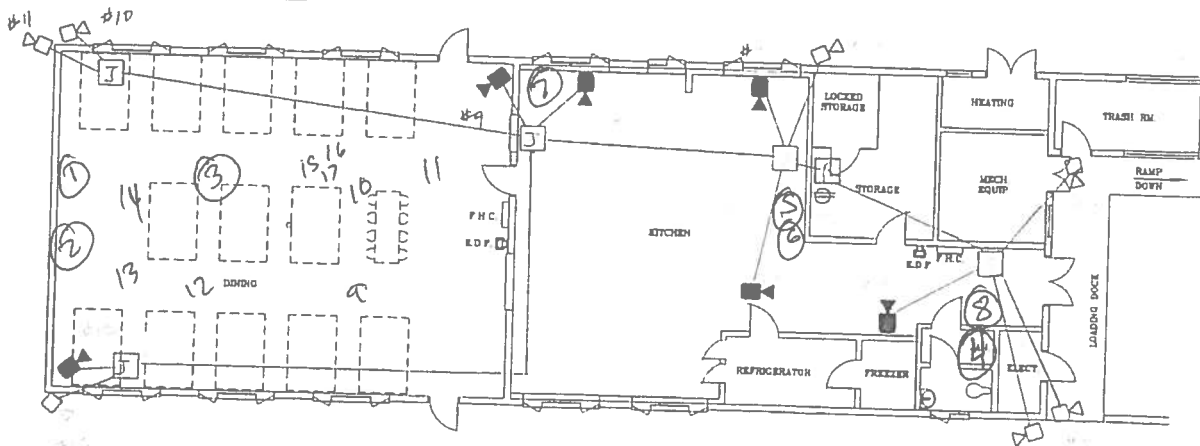 #11
#10
J
#9
J
7
#
LOCKED
STORAGE
HEATING
TRASH RM.
1
3
15
16
17
10
11
14
2
13
12
DINING
9
F.H.C.
E.D.F.
KITCHEN
5
6
STORAGE
MECH
EQUIP
RAMP
DOWN
E.D.F
F.H.C.
8
LOADING DOCK
J
REFRIGERATOR
FREEZER
ELECT